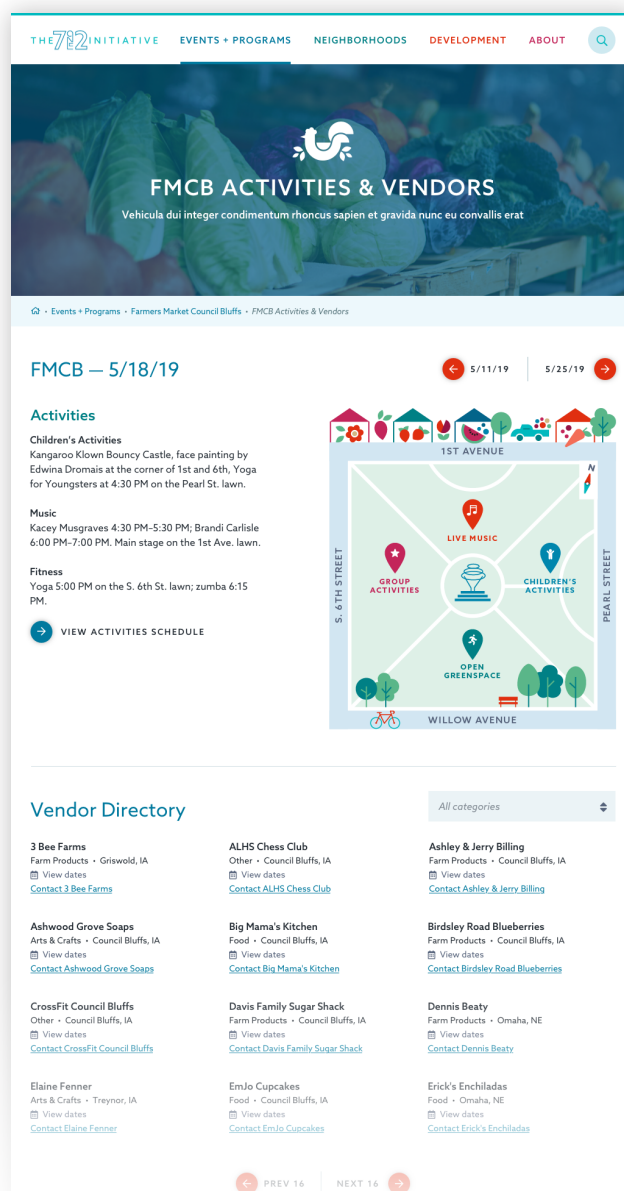 THE 712 INITIATIVE
EVENTS + PROGRAMS
NEIGHBORHOODS
DEVELOPMENT
ABOUT
FMCB ACTIVITIES & VENDORS
Vehicula dui integer condimentum rhoncus sapien et gravida nunc eu convallis erat
• Events + Programs • Farmers Market Council Bluffs • FMCB Activities & Vendors
FMCB — 5/18/19
5/11/19
5/25/19
Activities
Children's Activities
Kangaroo Klown Bouncy Castle, face painting by
Edwina Dromais at the corner of 1st and 6th, Yoga
for Youngsters at 4:30 PM on the Pearl St. lawn.
Music
Kacey Musgraves 4:30 PM–5:30 PM; Brandi Carlisle
6:00 PM–7:00 PM. Main stage on the 1st Ave. lawn.
Fitness
Yoga 5:00 PM on the S. 6th St. lawn; zumba 6:15
PM.
VIEW ACTIVITIES SCHEDULE
1ST AVENUE
N
LIVE MUSIC
S. 6TH STREET
GROUP
ACTIVITIES
CHILDREN'S
ACTIVITIES
PEARL STREET
OPEN
GREENSPACE
WILLOW AVENUE
Vendor Directory
All categories
3 Bee Farms
Farm Products • Griswold, IA
View dates
Contact 3 Bee Farms
ALHS Chess Club
Other • Council Bluffs, IA
View dates
Contact ALHS Chess Club
Ashley & Jerry Billing
Farm Products • Council Bluffs, IA
View dates
Contact Ashley & Jerry Billing
Ashwood Grove Soaps
Arts & Crafts • Council Bluffs, IA
View dates
Contact Ashwood Grove Soaps
Big Mama's Kitchen
Food • Council Bluffs, IA
View dates
Contact Big Mama's Kitchen
Birdsley Road Blueberries
Farm Products • Council Bluffs, IA
View dates
Contact Birdsley Road Blueberries
CrossFit Council Bluffs
Other • Council Bluffs, IA
View dates
Contact CrossFit Council Bluffs
Davis Family Sugar Shack
Farm Products • Council Bluffs, IA
View dates
Contact Davis Family Sugar Shack
Dennis Beaty
Farm Products • Omaha, NE
View dates
Contact Dennis Beaty
Elaine Fenner
Arts & Crafts • Treynor, IA
View dates
Contact Elaine Fenner
EmJo Cupcakes
Food • Council Bluffs, IA
View dates
Contact EmJo Cupcakes
Erick's Enchiladas
Food • Omaha, NE
View dates
Contact Erick's Enchiladas
PREV 16
NEXT 16